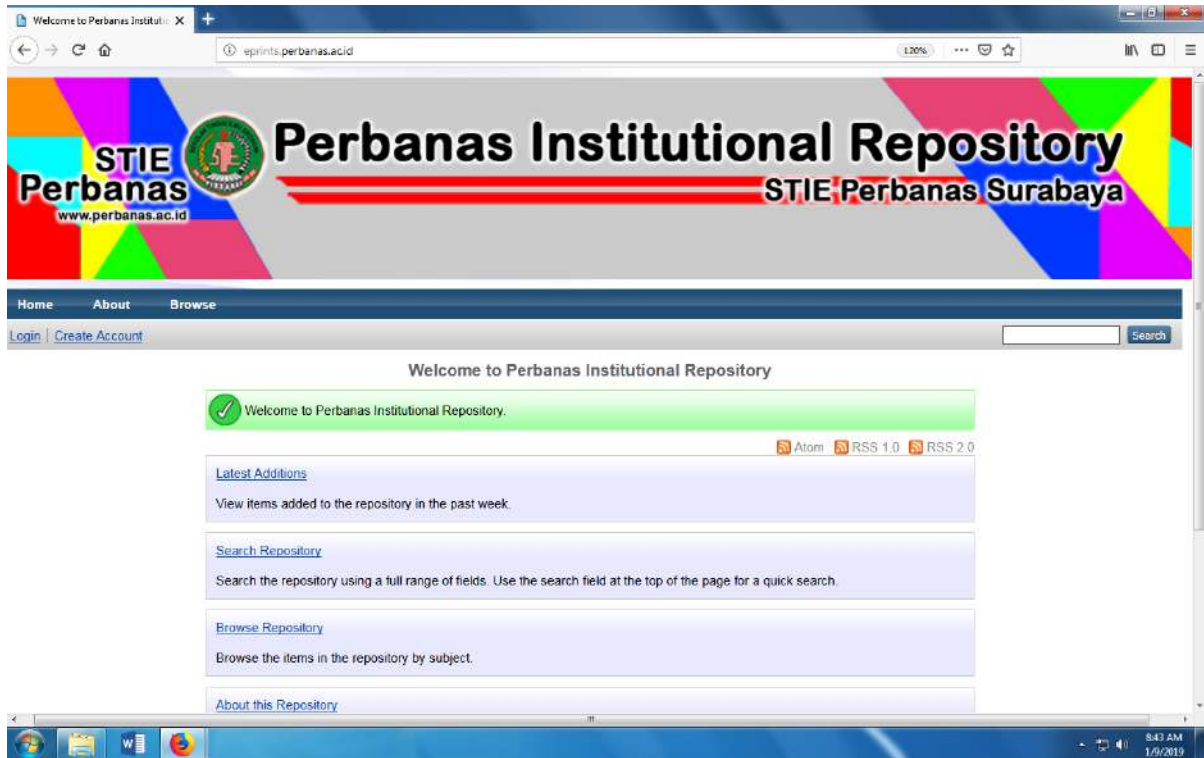 Welcome to Perbanas Institutio
eprints.perbanas.ac.id
120%
STIE
Perbanas
www.perbanas.ac.id
Perbanas Institutional Repository
STIE Perbanas Surabaya
Home About Browse
Login | Create Account
Search
Welcome to Perbanas Institutional Repository
Welcome to Perbanas Institutional Repository.
Atom RSS 1.0 RSS 2.0
Latest Additions
View items added to the repository in the past week.
Search Repository
Search the repository using a full range of fields. Use the search field at the top of the page for a quick search.
Browse Repository
Browse the items in the repository by subject.
About this Repository
8:43 AM
1/9/2019